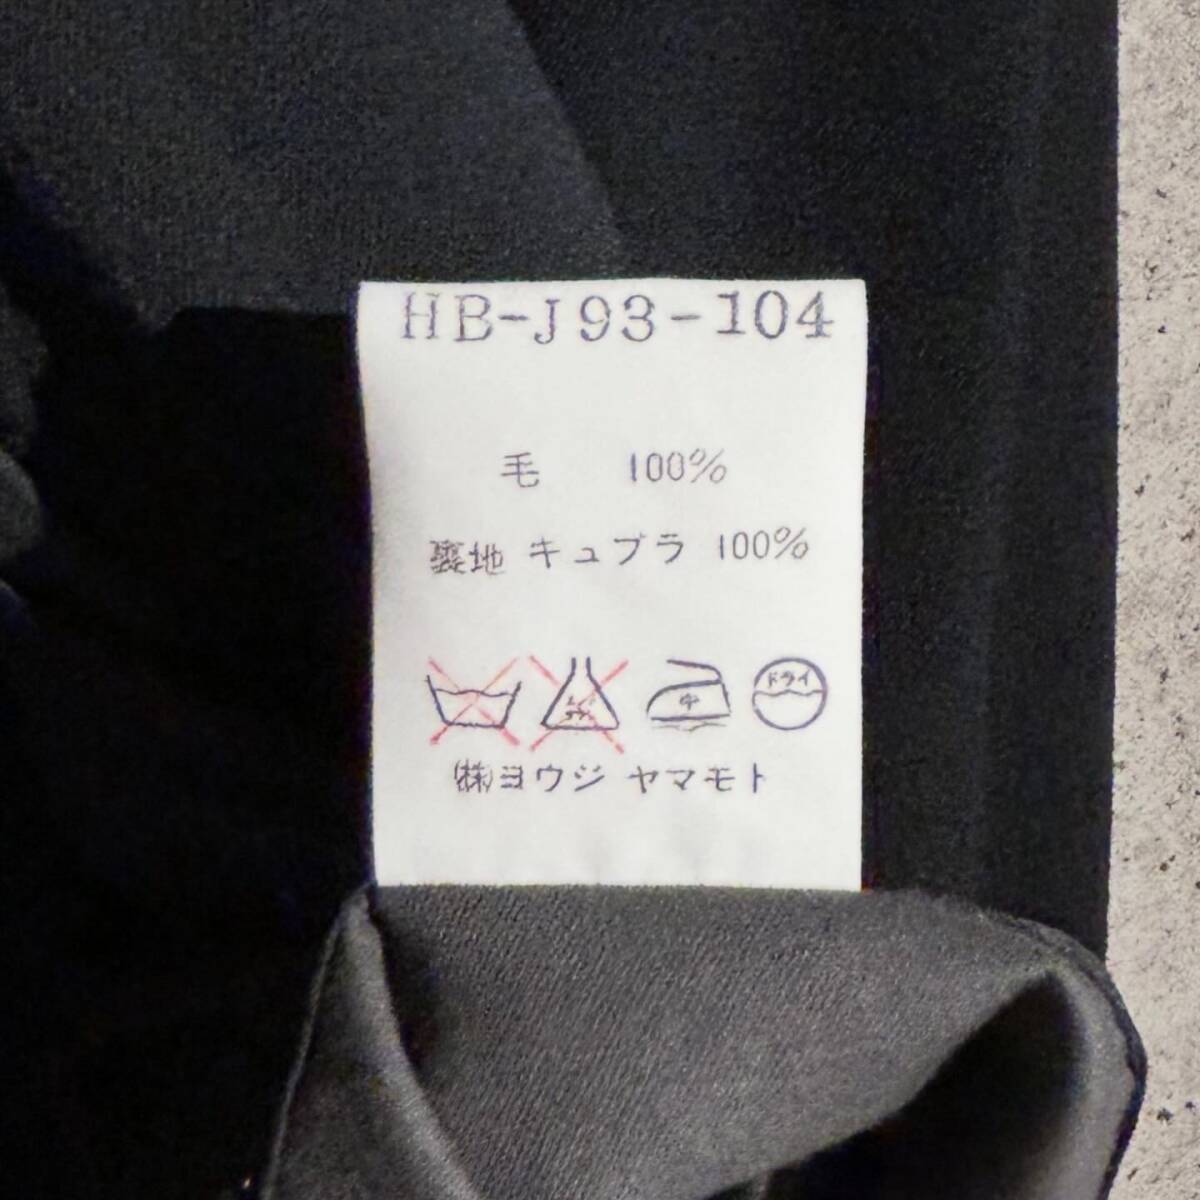 HB-J93-104
毛 100%
裏地 キュプラ 100%
中 ドライ
㈱ヨウジ ヤマモト